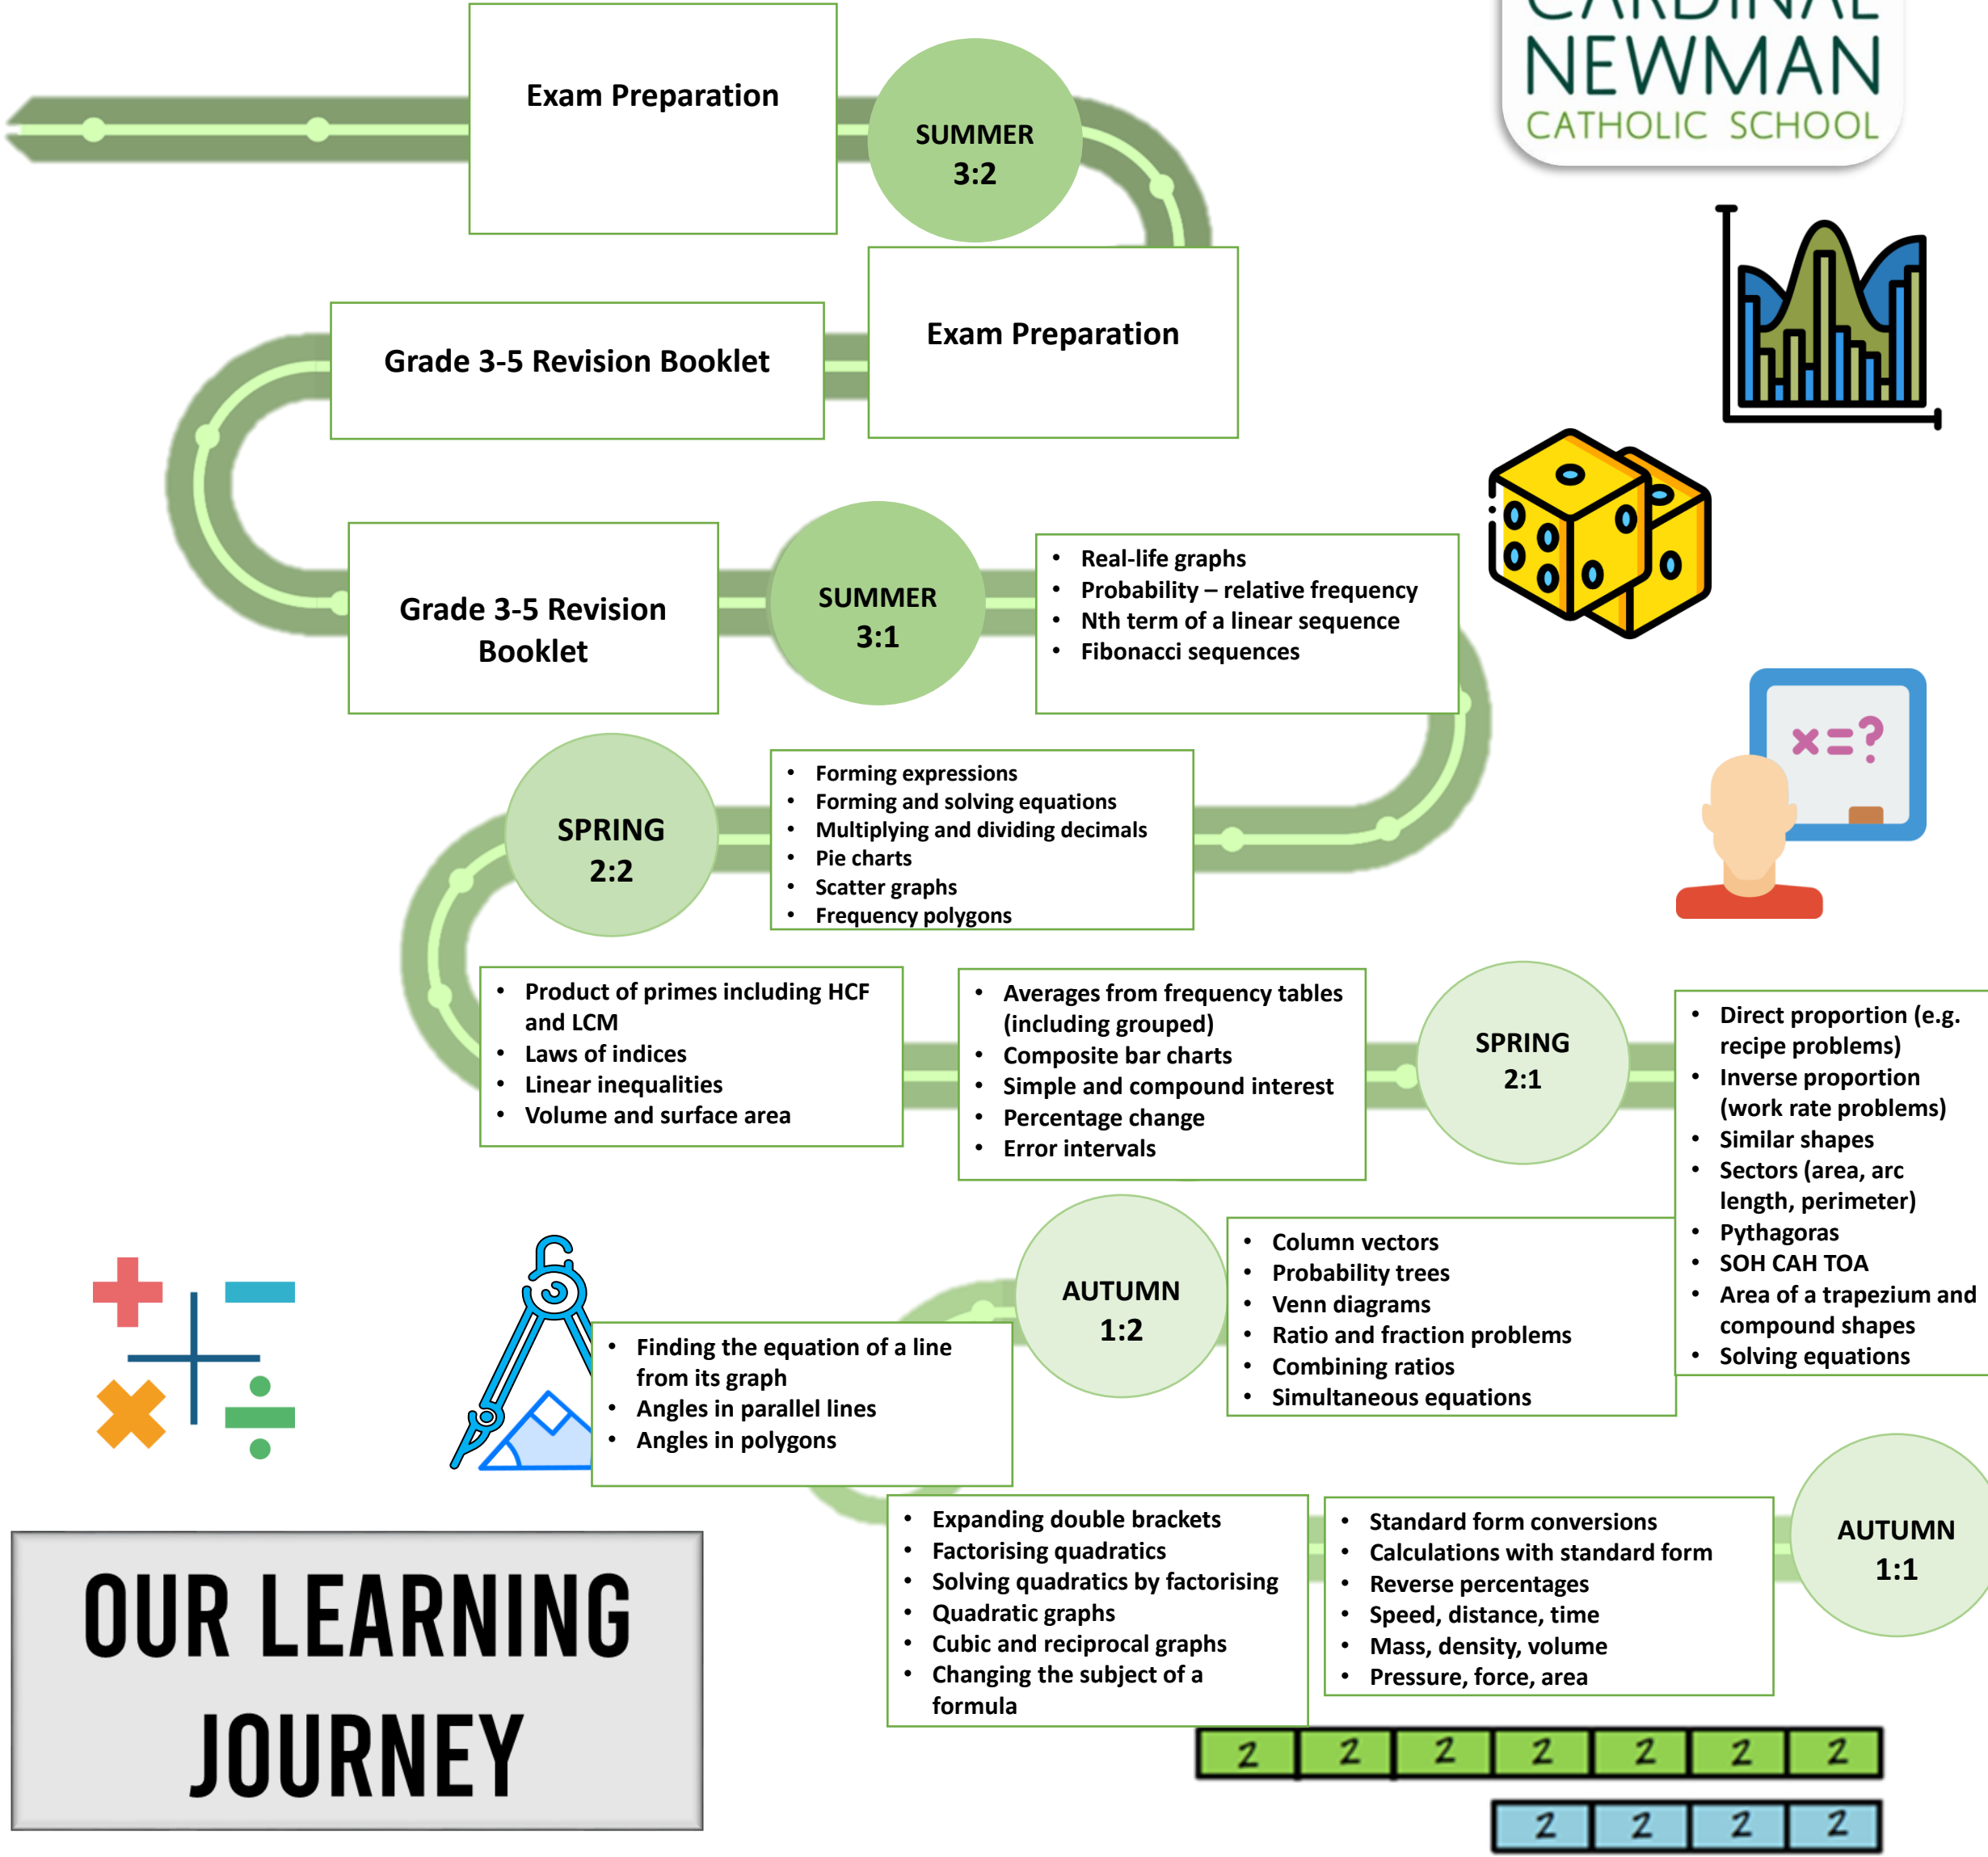 CARDINAL
NEWMAN
CATHOLIC SCHOOL
Exam Preparation
SUMMER
3:2
Exam Preparation
Grade 3-5 Revision Booklet
Grade 3-5 Revision
Booklet
SUMMER
3:1
• Real-life graphs
• Probability – relative frequency
• Nth term of a linear sequence
• Fibonacci sequences
x=?
SPRING
2:2
• Forming expressions
• Forming and solving equations
• Multiplying and dividing decimals
• Pie charts
• Scatter graphs
• Frequency polygons
• Product of primes including HCF
and LCM
• Laws of indices
• Linear inequalities
• Volume and surface area
• Averages from frequency tables
(including grouped)
• Composite bar charts
• Simple and compound interest
• Percentage change
• Error intervals
SPRING
2:1
• Direct proportion (e.g.
recipe problems)
• Inverse proportion
(work rate problems)
• Similar shapes
• Sectors (area, arc
length, perimeter)
• Pythagoras
• SOH CAH TOA
• Area of a trapezium and
compound shapes
• Solving equations
AUTUMN
1:2
• Column vectors
• Probability trees
• Venn diagrams
• Ratio and fraction problems
• Combining ratios
• Simultaneous equations
• Finding the equation of a line
from its graph
• Angles in parallel lines
• Angles in polygons
• Expanding double brackets
• Factorising quadratics
• Solving quadratics by factorising
• Quadratic graphs
• Cubic and reciprocal graphs
• Changing the subject of a
formula
• Standard form conversions
• Calculations with standard form
• Reverse percentages
• Speed, distance, time
• Mass, density, volume
• Pressure, force, area
AUTUMN
1:1
OUR LEARNING
JOURNEY
2 2 2 2 2 2 2
2 2 2 2